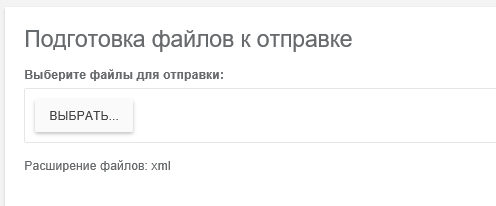 Подготовка файлов к отправке
Выберите файлы для отправки:
ВЫБРАТЬ...
Расширение файлов: xml